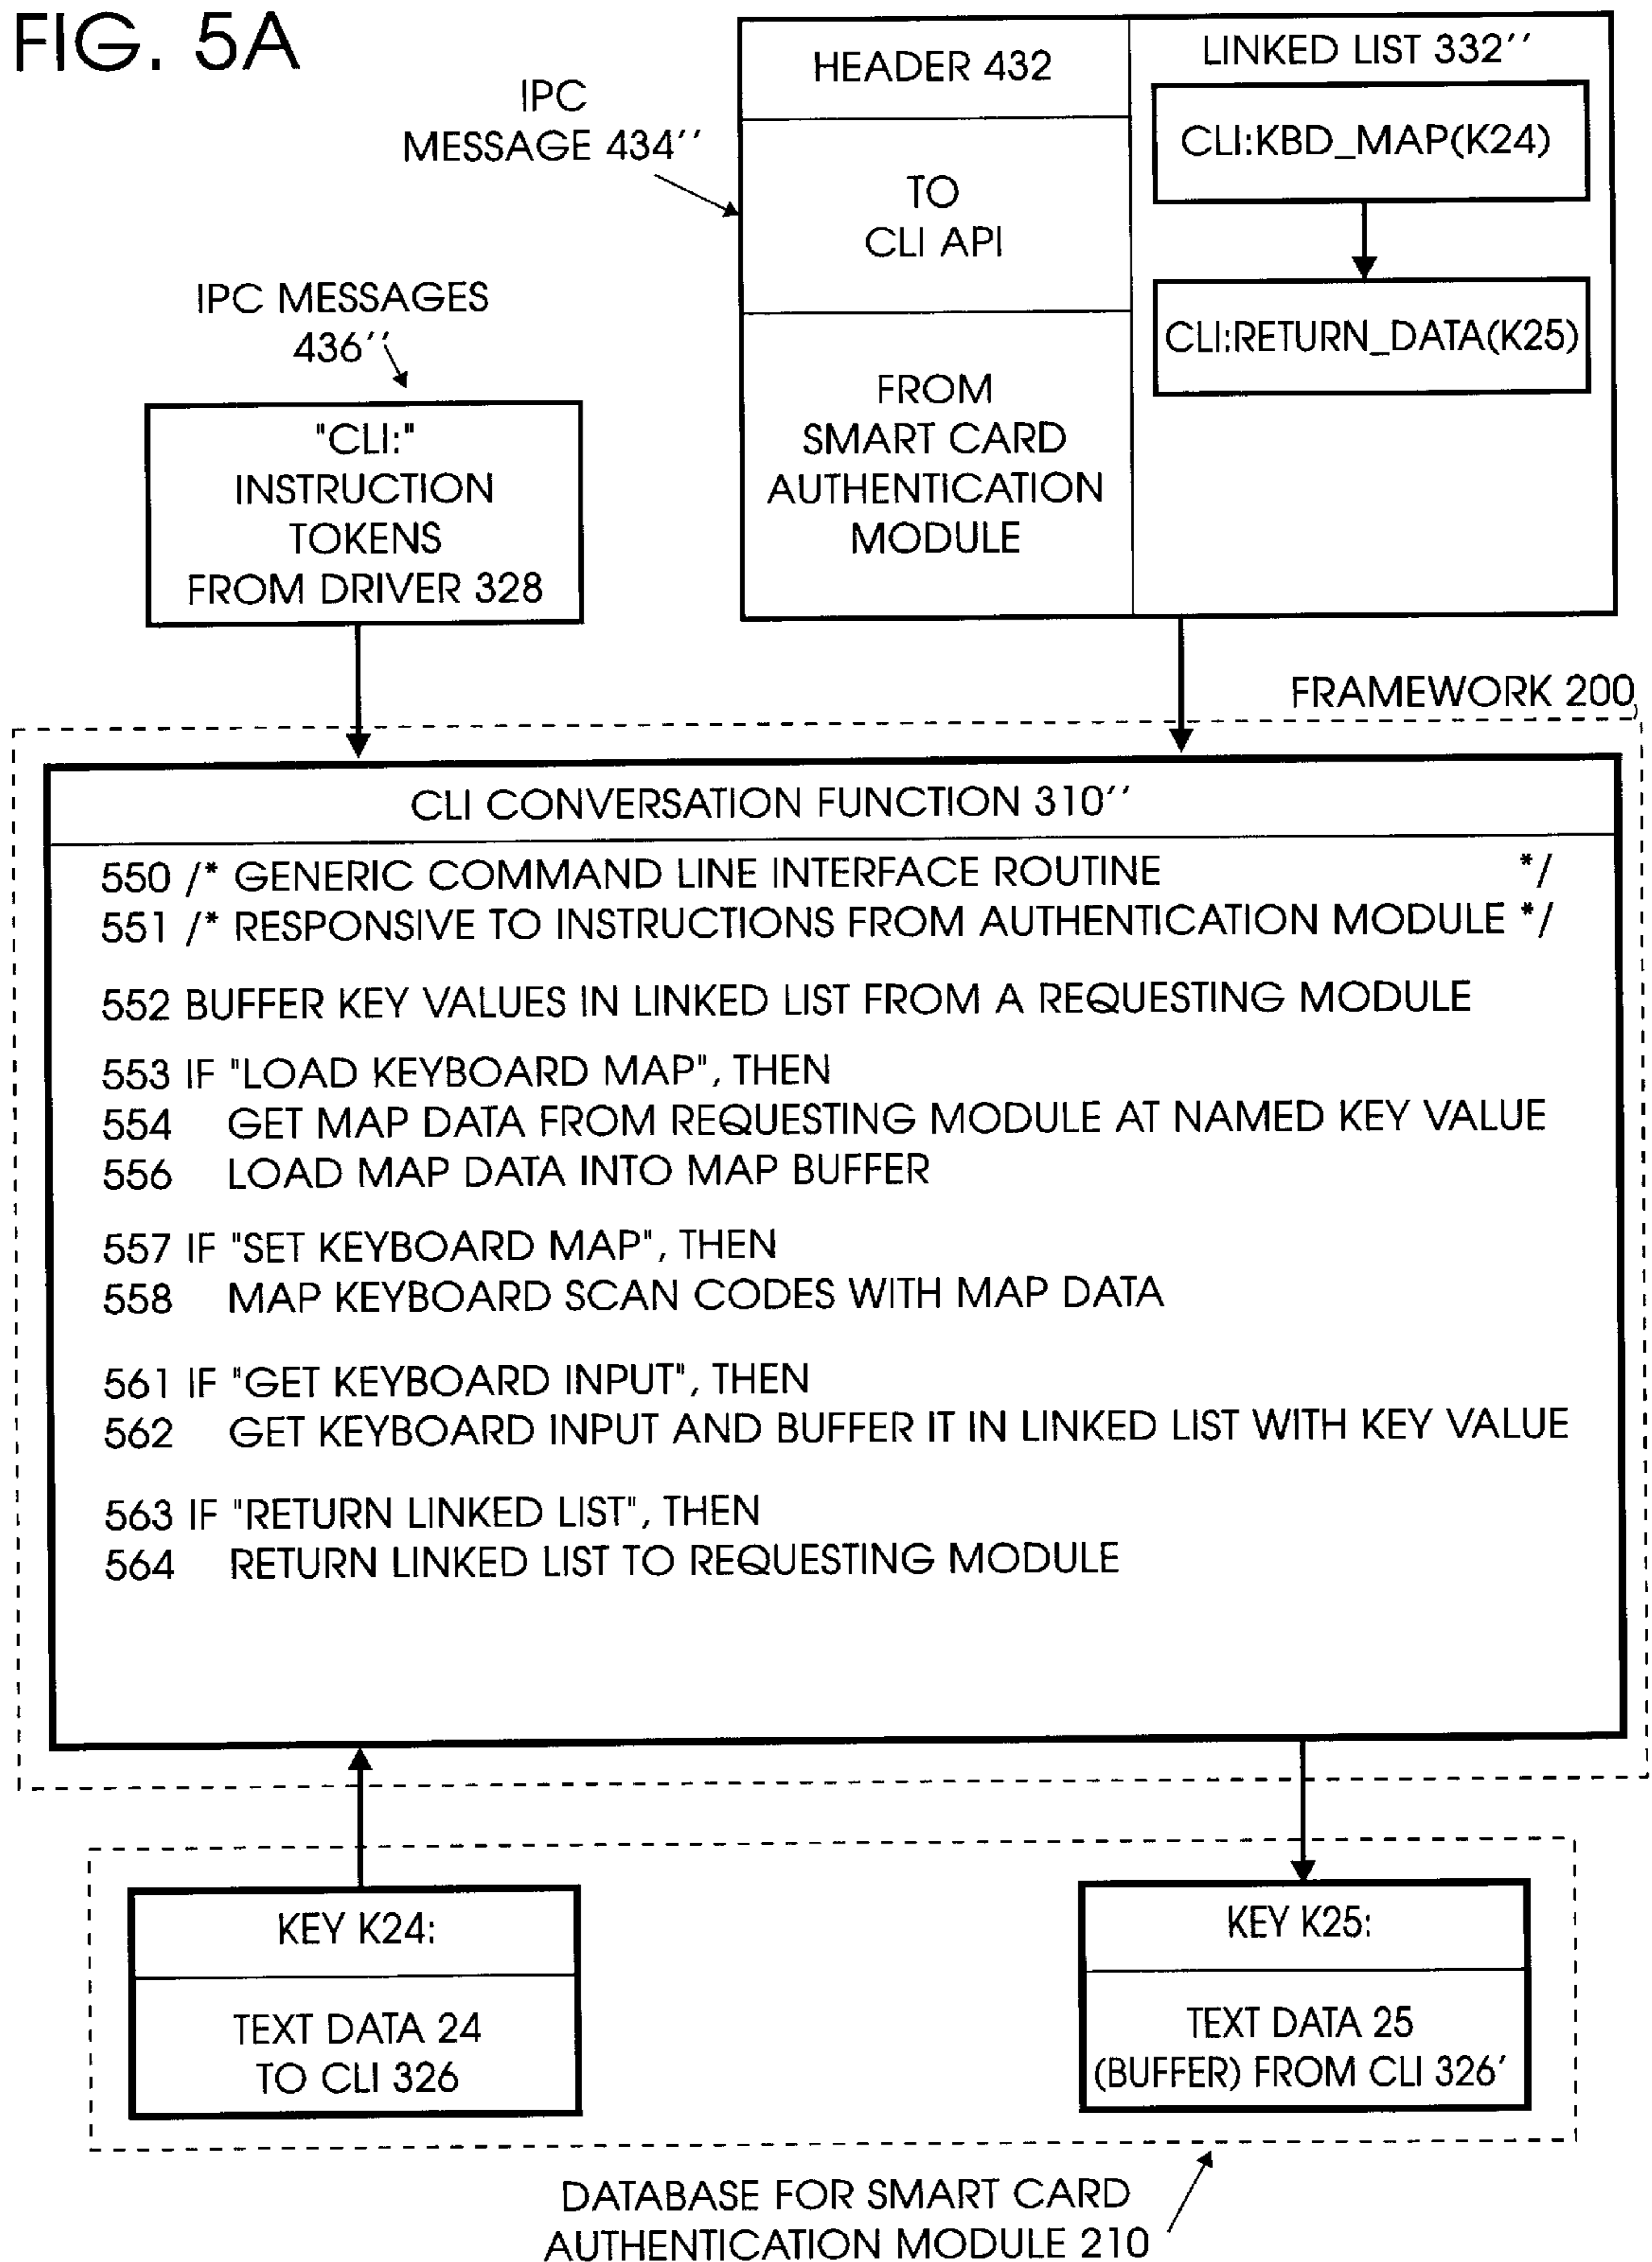 FIG. 5A
IPC
MESSAGE 434′′
HEADER 432
TO
CLI API
FROM
SMART CARD
AUTHENTICATION
MODULE
LINKED LIST 332′′
CLI:KBD_MAP(K24)
CLI:RETURN_DATA(K25)
IPC MESSAGES
436′′
"CLI:"
INSTRUCTION
TOKENS
FROM DRIVER 328
FRAMEWORK 200
CLI CONVERSATION FUNCTION 310′′
550 /* GENERIC COMMAND LINE INTERFACE ROUTINE */
551 /* RESPONSIVE TO INSTRUCTIONS FROM AUTHENTICATION MODULE */
552 BUFFER KEY VALUES IN LINKED LIST FROM A REQUESTING MODULE
553 IF "LOAD KEYBOARD MAP", THEN
554 GET MAP DATA FROM REQUESTING MODULE AT NAMED KEY VALUE
556 LOAD MAP DATA INTO MAP BUFFER
557 IF "SET KEYBOARD MAP", THEN
558 MAP KEYBOARD SCAN CODES WITH MAP DATA
561 IF "GET KEYBOARD INPUT", THEN
562 GET KEYBOARD INPUT AND BUFFER IT IN LINKED LIST WITH KEY VALUE
563 IF "RETURN LINKED LIST", THEN
564 RETURN LINKED LIST TO REQUESTING MODULE
KEY K24:
TEXT DATA 24
TO CLI 326
KEY K25:
TEXT DATA 25
(BUFFER) FROM CLI 326′
DATABASE FOR SMART CARD
AUTHENTICATION MODULE 210